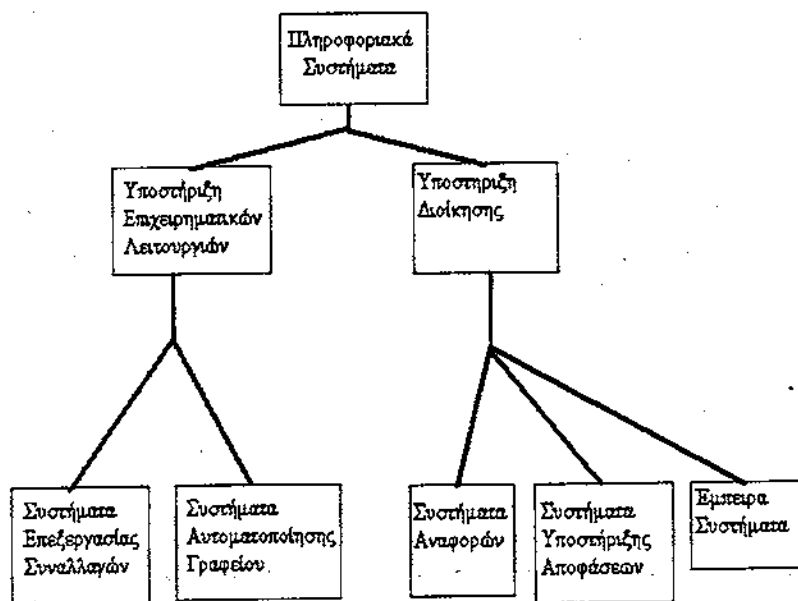 Πληροφοριακά
Συστήματα
Υποστήριξη
Επιχειρηματικών
Λειτουργιών
Υποστηριξη
Διοίκησης
Συστήματα
Επεξεργασίας
Συναλλαγών
Συστήματα
Αυτοματοποίησης
Γραφείου
Συστήματα
Αναφορών
Συστήματα
Υποστήριξης
Αποφάσεων
Έμπειρα
Συστήματα